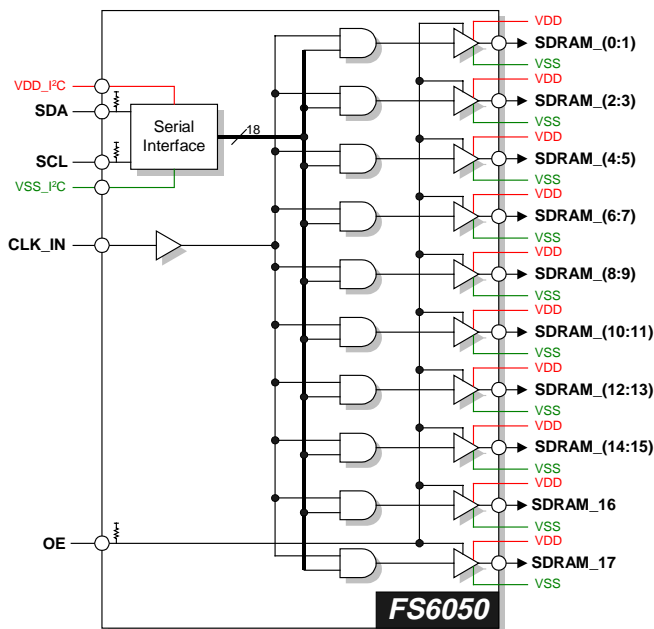 VDD
SDRAM_(0:1)
VSS
VDD_I²C
VDD
SDA
SDRAM_(2:3)
Serial
Interface
18
VSS
VDD
SCL
SDRAM_(4:5)
VSS_I²C
VSS
VDD
SDRAM_(6:7)
VSS
CLK_IN
VDD
SDRAM_(8:9)
VSS
VDD
SDRAM_(10:11)
VSS
VDD
SDRAM_(12:13)
VSS
VDD
SDRAM_(14:15)
VSS
VDD
SDRAM_16
VSS
OE
VDD
SDRAM_17
VSS
FS6050